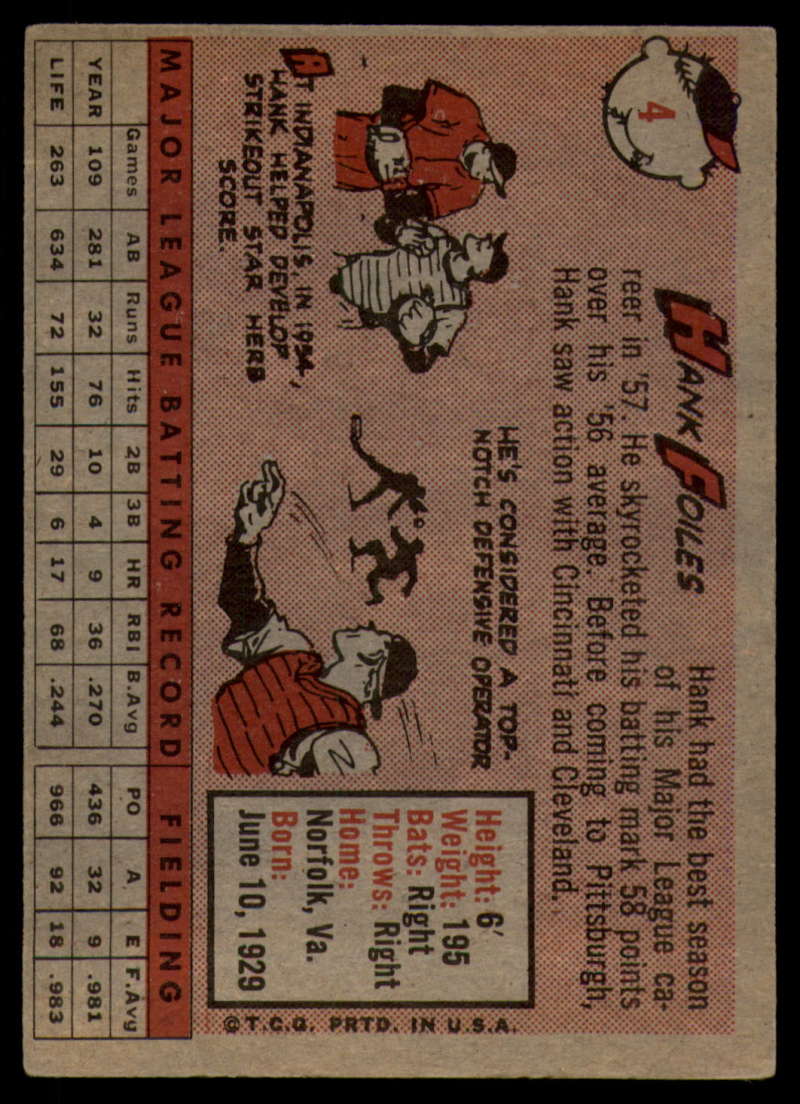 4
HANK FOILES
Hank had the best season
of his Major League ca-
reer in '57. He skyrocketed his batting mark 58 points
over his '56 average. Before coming to Pittsburgh,
Hank saw action with Cincinnati and Cleveland.
HE'S CONSIDERED A TOP-
NOTCH DEFENSIVE OPERATOR
AT INDIANAPOLIS, IN 1954,
HANK HELPED DEVELOP
STRIKEOUT STAR HERB
SCORE.
Height: 6'
Weight: 195
Bats: Right
Throws: Right
Home:
Norfolk, Va.
Born:
June 10, 1929
© T.C.G. PRTD. IN U.S.A.
MAJOR LEAGUE BATTING RECORD FIELDING
Games AB Runs Hits 2B 3B HR RBI B.Avg PO A E F.Avg
YEAR 109 281 32 76 10 4 9 36 .270 436 32 9 .981
LIFE 263 634 72 155 29 6 17 68 .244 966 92 18 .983